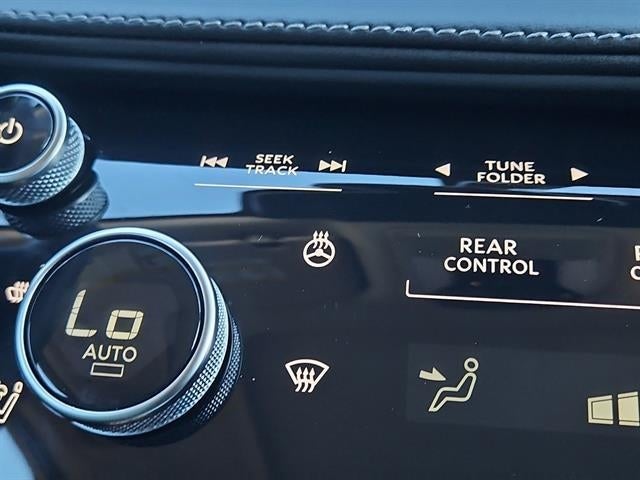 SEEK
TRACK
TUNE
FOLDER
REAR
CONTROL
Lo
AUTO